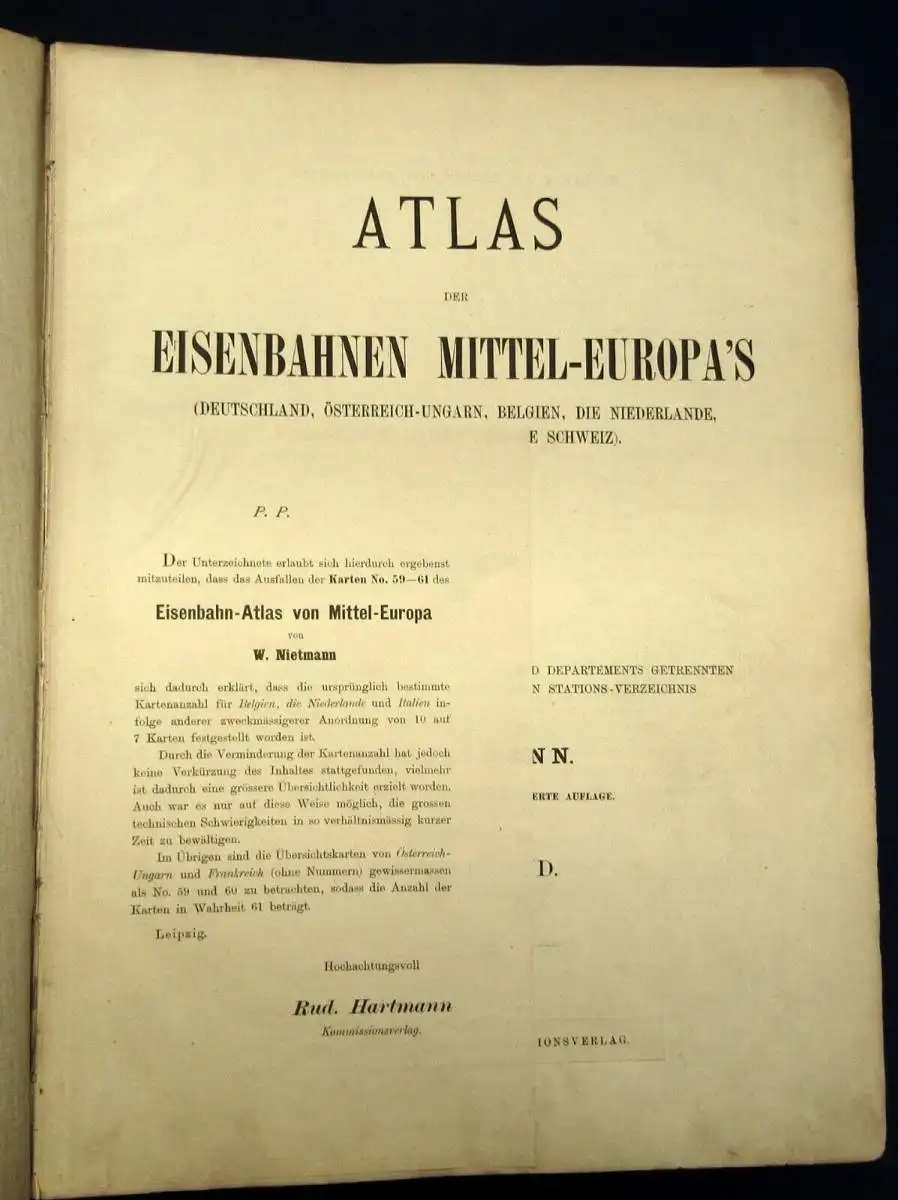 ATLAS
DER
EISENBAHNEN MITTEL-EUROPA'S
(DEUTSCHLAND, ÖSTERREICH-UNGARN, BELGIEN, DIE NIEDERLANDE,
E SCHWEIZ).
P. P.
Der Unterzeichnete erlaubt sich hierdurch ergebenst
mitzuteilen, dass das Ausfallen der Karten No. 59—61 des
Eisenbahn-Atlas von Mittel-Europa
von
W. Nietmann
sich dadurch erklärt, dass die ursprünglich bestimmte
Kartenanzahl für Belgien, die Niederlande und Italien in-
folge anderer zweckmässigerer Anordnung von 10 auf
7 Karten festgestellt worden ist.
Durch die Verminderung der Kartenanzahl hat jedoch
keine Verkürzung des Inhaltes stattgefunden, vielmehr
ist dadurch eine grössere Übersichtlichkeit erzielt worden.
Auch war es nur auf diese Weise möglich, die grossen
technischen Schwierigkeiten in so verhältnismässig kurzer
Zeit zu bewältigen.
Im Übrigen sind die Übersichtskarten von Österreich-
Ungarn und Frankreich (ohne Nummern) gewissermassen
als No. 59 und 60 zu betrachten, sodass die Anzahl der
Karten in Wahrheit 61 beträgt.
Leipzig.
Hochachtungsvoll
Rud. Hartmann
Kommissionsverlag.
D DEPARTEMENTS GETRENNTEN
N STATIONS-VERZEICHNIS
NN.
ERTE AUFLAGE.
D.
IONSVERLAG.